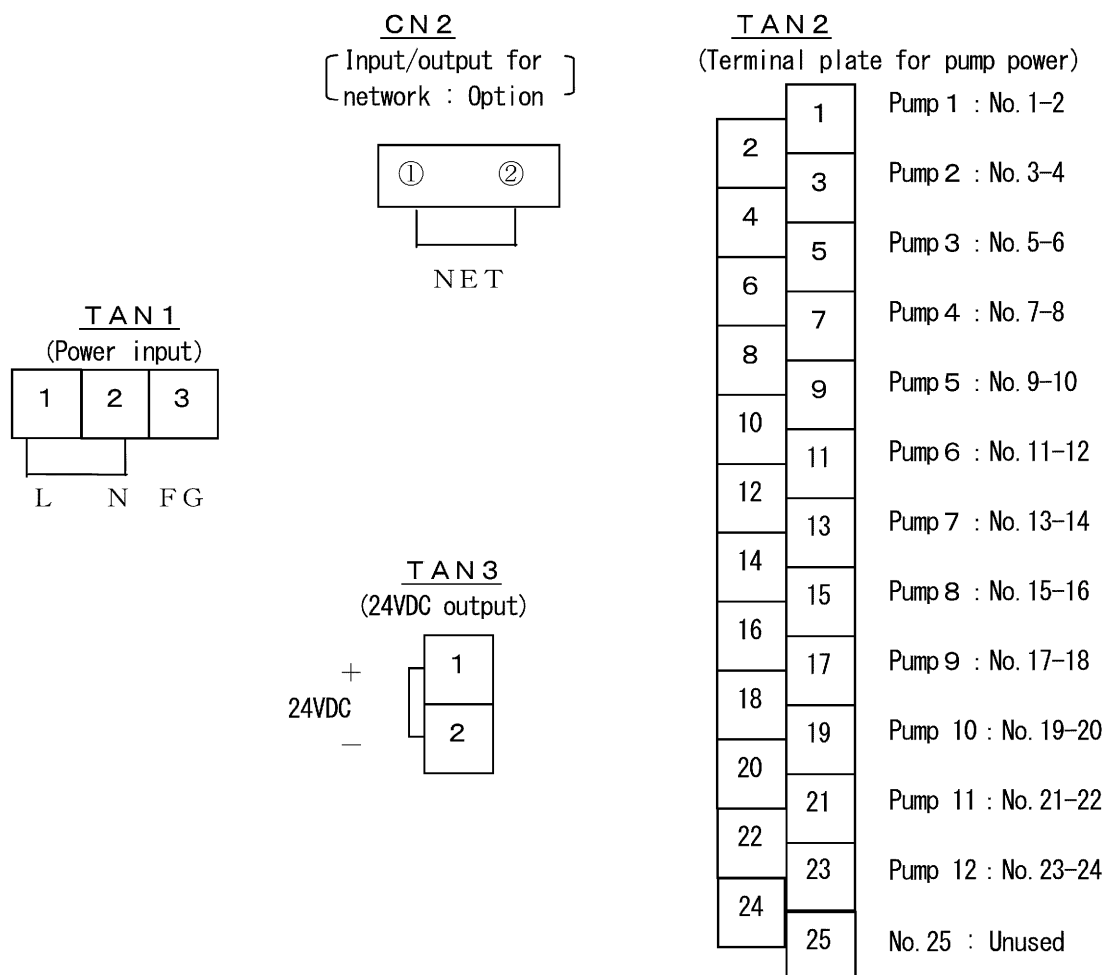 CN2
Input/output for
network : Option
① ②
NET
TAN1
(Power input)
1 2 3
L N FG
TAN3
(24VDC output)
+
24VDC
—
1
2
TAN2
(Terminal plate for pump power)
1 Pump 1 : No. 1-2
2
3 Pump 2 : No. 3-4
4
5 Pump 3 : No. 5-6
6
7 Pump 4 : No. 7-8
8
9 Pump 5 : No. 9-10
10
11 Pump 6 : No. 11-12
12
13 Pump 7 : No. 13-14
14
15 Pump 8 : No. 15-16
16
17 Pump 9 : No. 17-18
18
19 Pump 10 : No. 19-20
20
21 Pump 11 : No. 21-22
22
23 Pump 12 : No. 23-24
24
25 No. 25 : Unused